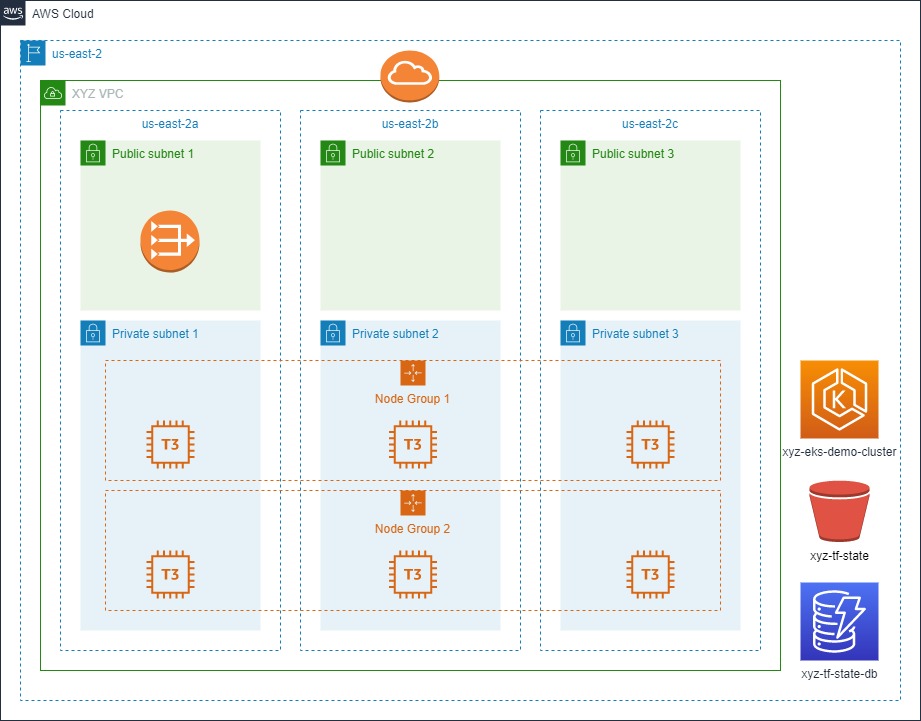 aws
AWS Cloud
us-east-2
XYZ VPC
us-east-2a
us-east-2b
us-east-2c
Public subnet 1
Public subnet 2
Public subnet 3
Private subnet 1
Private subnet 2
Private subnet 3
Node Group 1
T3
T3
T3
Node Group 2
T3
T3
T3
K
xyz-eks-demo-cluster
xyz-tf-state
xyz-tf-state-db